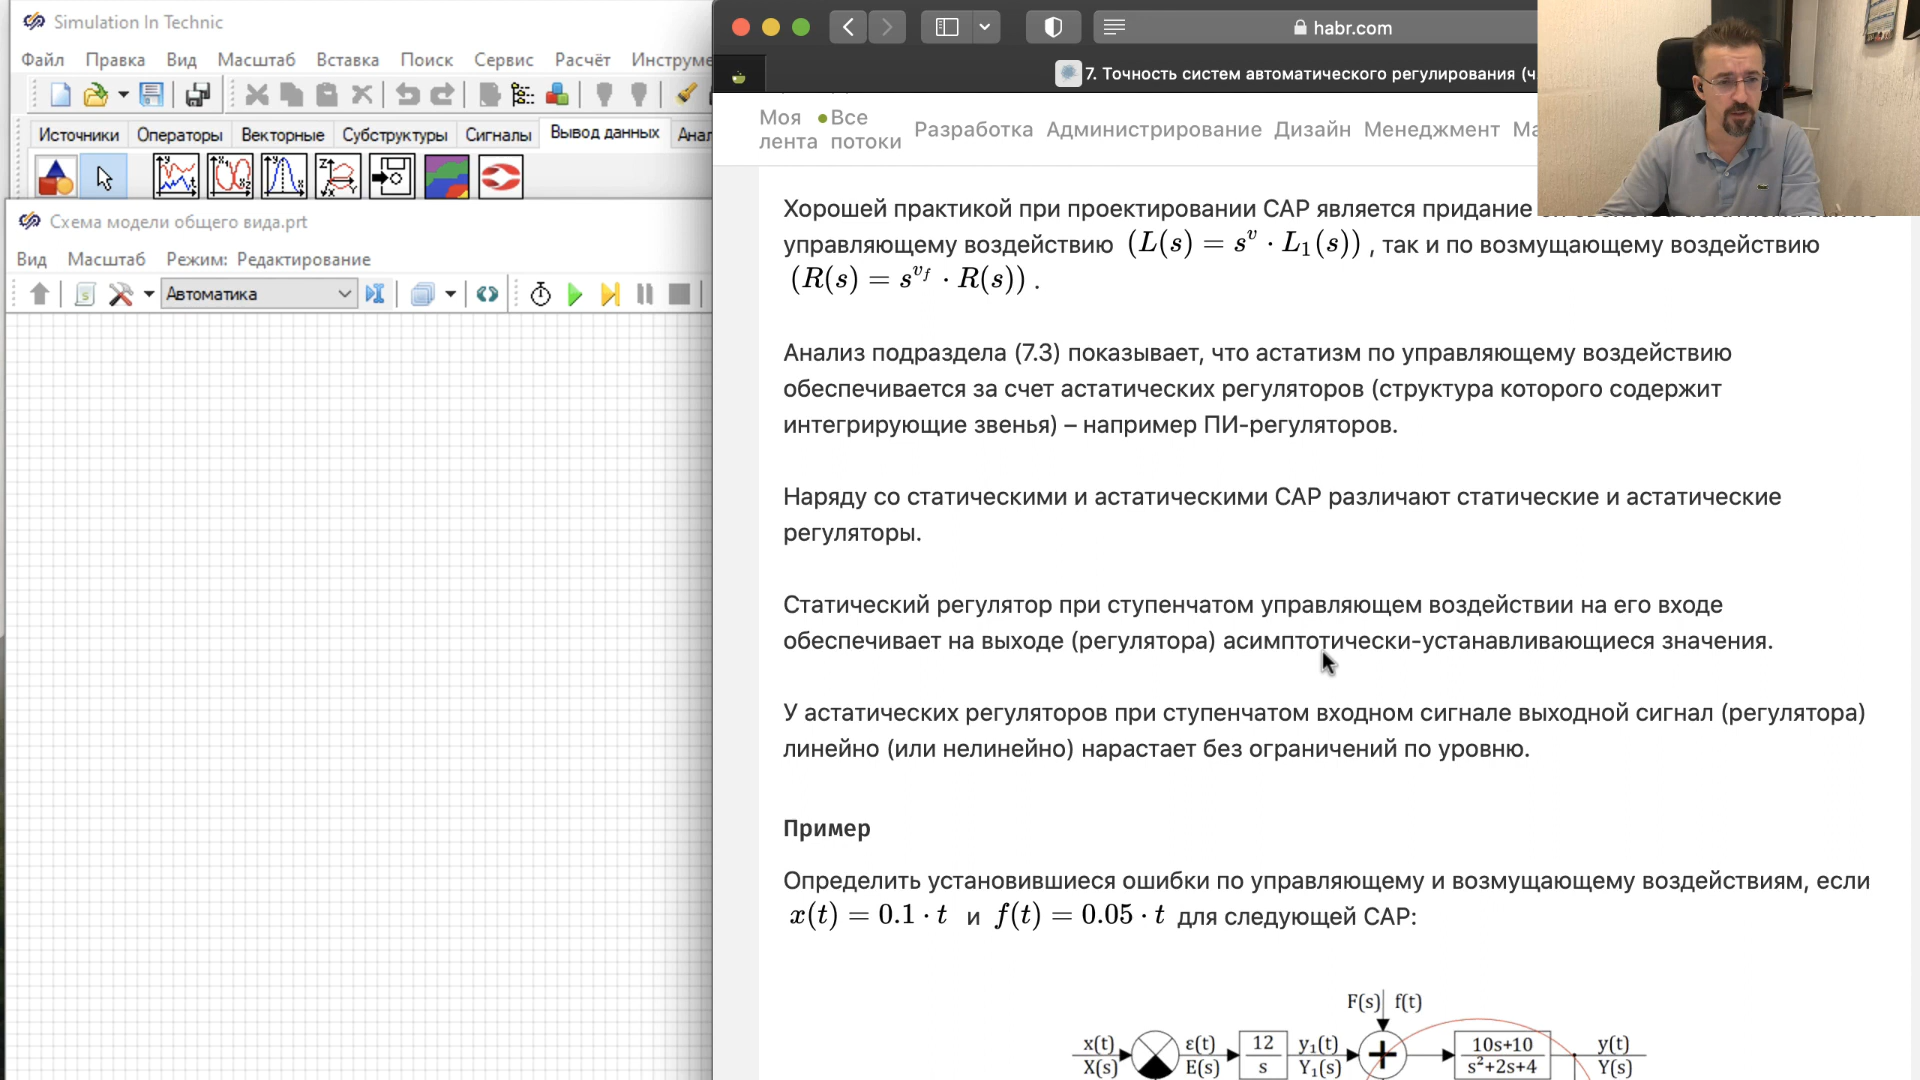 Simulation In Technic
Файл Правка Вид Масштаб Вставка Поиск Сервис Расчёт Инструме
Источники Операторы Векторные Субструктуры Сигналы Вывод данных Анал
Схема модели общего вида.prt
Вид Масштаб Режим: Редактирование
Автоматика
habr.com
7. Точность систем автоматического регулирования (ч
Моя лента Все потоки Разработка Администрирование Дизайн Менеджмент Ма
Хорошей практикой при проектировании САР является придание
управляющему воздействию (L(s) = s^v · L₁(s)), так и по возмущающему воздействию
(R(s) = s^{v_f} · R(s)).
Анализ подраздела (7.3) показывает, что астатизм по управляющему воздействию
обеспечивается за счет астатических регуляторов (структура которого содержит
интегрирующие звенья) – например ПИ-регуляторов.
Наряду со статическими и астатическими САР различают статические и астатические
регуляторы.
Статический регулятор при ступенчатом управляющем воздействии на его входе
обеспечивает на выходе (регулятора) асимптотически-устанавливающиеся значения.
У астатических регуляторов при ступенчатом входном сигнале выходной сигнал (регулятора)
линейно (или нелинейно) нарастает без ограничений по уровню.
Пример
Определить установившиеся ошибки по управляющему и возмущающему воздействиям, если
x(t) = 0.1 · t и f(t) = 0.05 · t для следующей САР:
F(s) f(t)
x(t) ε(t) 12 y₁(t) + 10s+10 y(t)
X(s) E(s) s Y₁(s) s²+2s+4 Y(s)